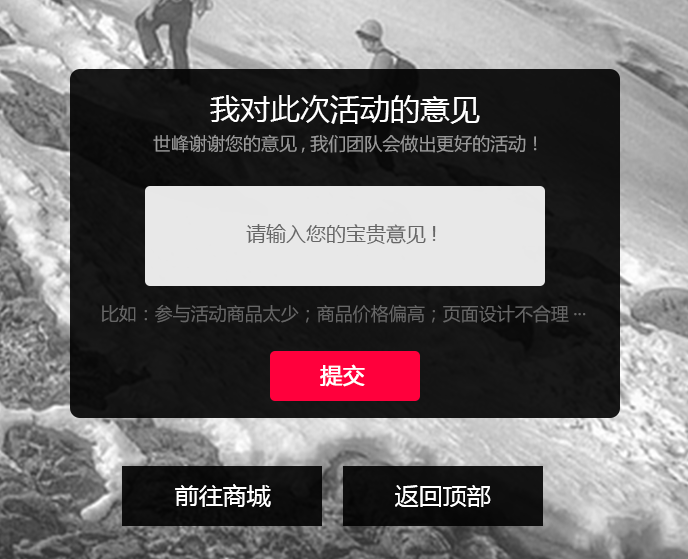 我对此次活动的意见
世峰谢谢您的意见 , 我们团队会做出更好的活动！
请输入您的宝贵意见！
比如：参与活动商品太少；商品价格偏高；页面设计不合理 ···
提交
前往商城
返回顶部